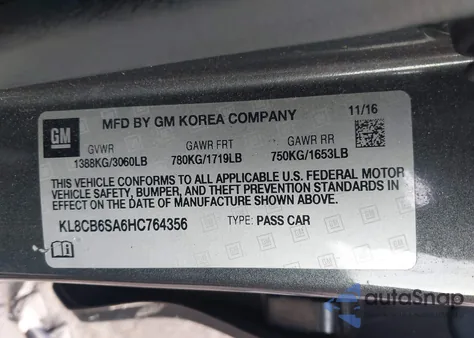 GM
MFD BY GM KOREA COMPANY
11/16
GVWR GAWR FRT GAWR RR
1388KG/3060LB 780KG/1719LB 750KG/1653LB
THIS VEHICLE CONFORMS TO ALL APPLICABLE U.S. FEDERAL MOTOR
VEHICLE SAFETY, BUMPER, AND THEFT PREVENTION STANDARDS IN
EFFECT ON THE DATE OF MANUFACTURE SHOWN ABOVE.
KL8CB6SA6HC764356 TYPE: PASS CAR
autoSnap